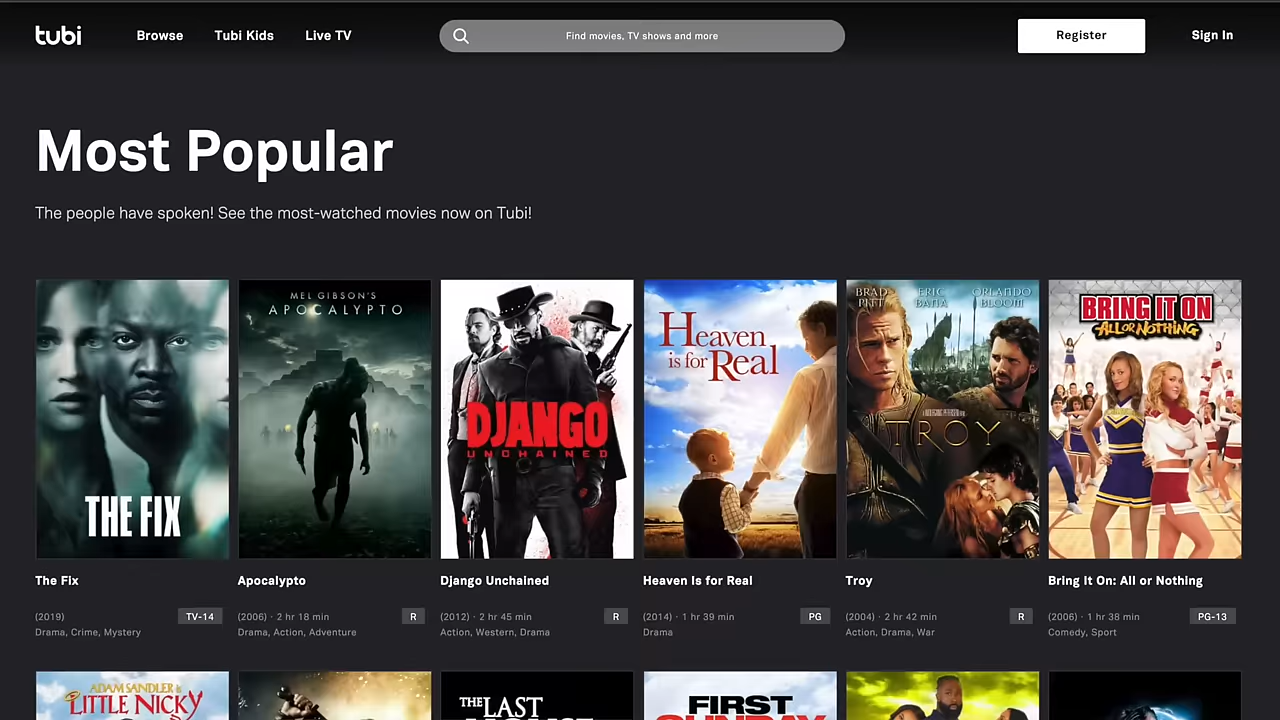 tubi
Browse
Tubi Kids
Live TV
Find movies, TV shows and more
Register
Sign In
Most Popular
The people have spoken! See the most-watched movies now on Tubi!
THE FIX
MEL GIBSON'S
APOCALYPTO
DJANGO
UNCHAINED
Heaven
is for Real
BRAD PITT
ERIC BANA
ORLANDO BLOOM
TROY
BRING IT ON
ALL OR NOTHING
The Fix
(2019)
TV-14
Drama, Crime, Mystery
Apocalypto
(2006) · 2 hr 18 min
R
Drama, Action, Adventure
Django Unchained
(2012) · 2 hr 45 min
R
Action, Western, Drama
Heaven Is for Real
(2014) · 1 hr 39 min
PG
Drama
Troy
(2004) · 2 hr 42 min
R
Action, Drama, War
Bring It On: All or Nothing
(2006) · 1 hr 38 min
PG-13
Comedy, Sport
ADAM SANDLER is
LITTLE NICKY
THE LAST
FIRST
SUNDAY